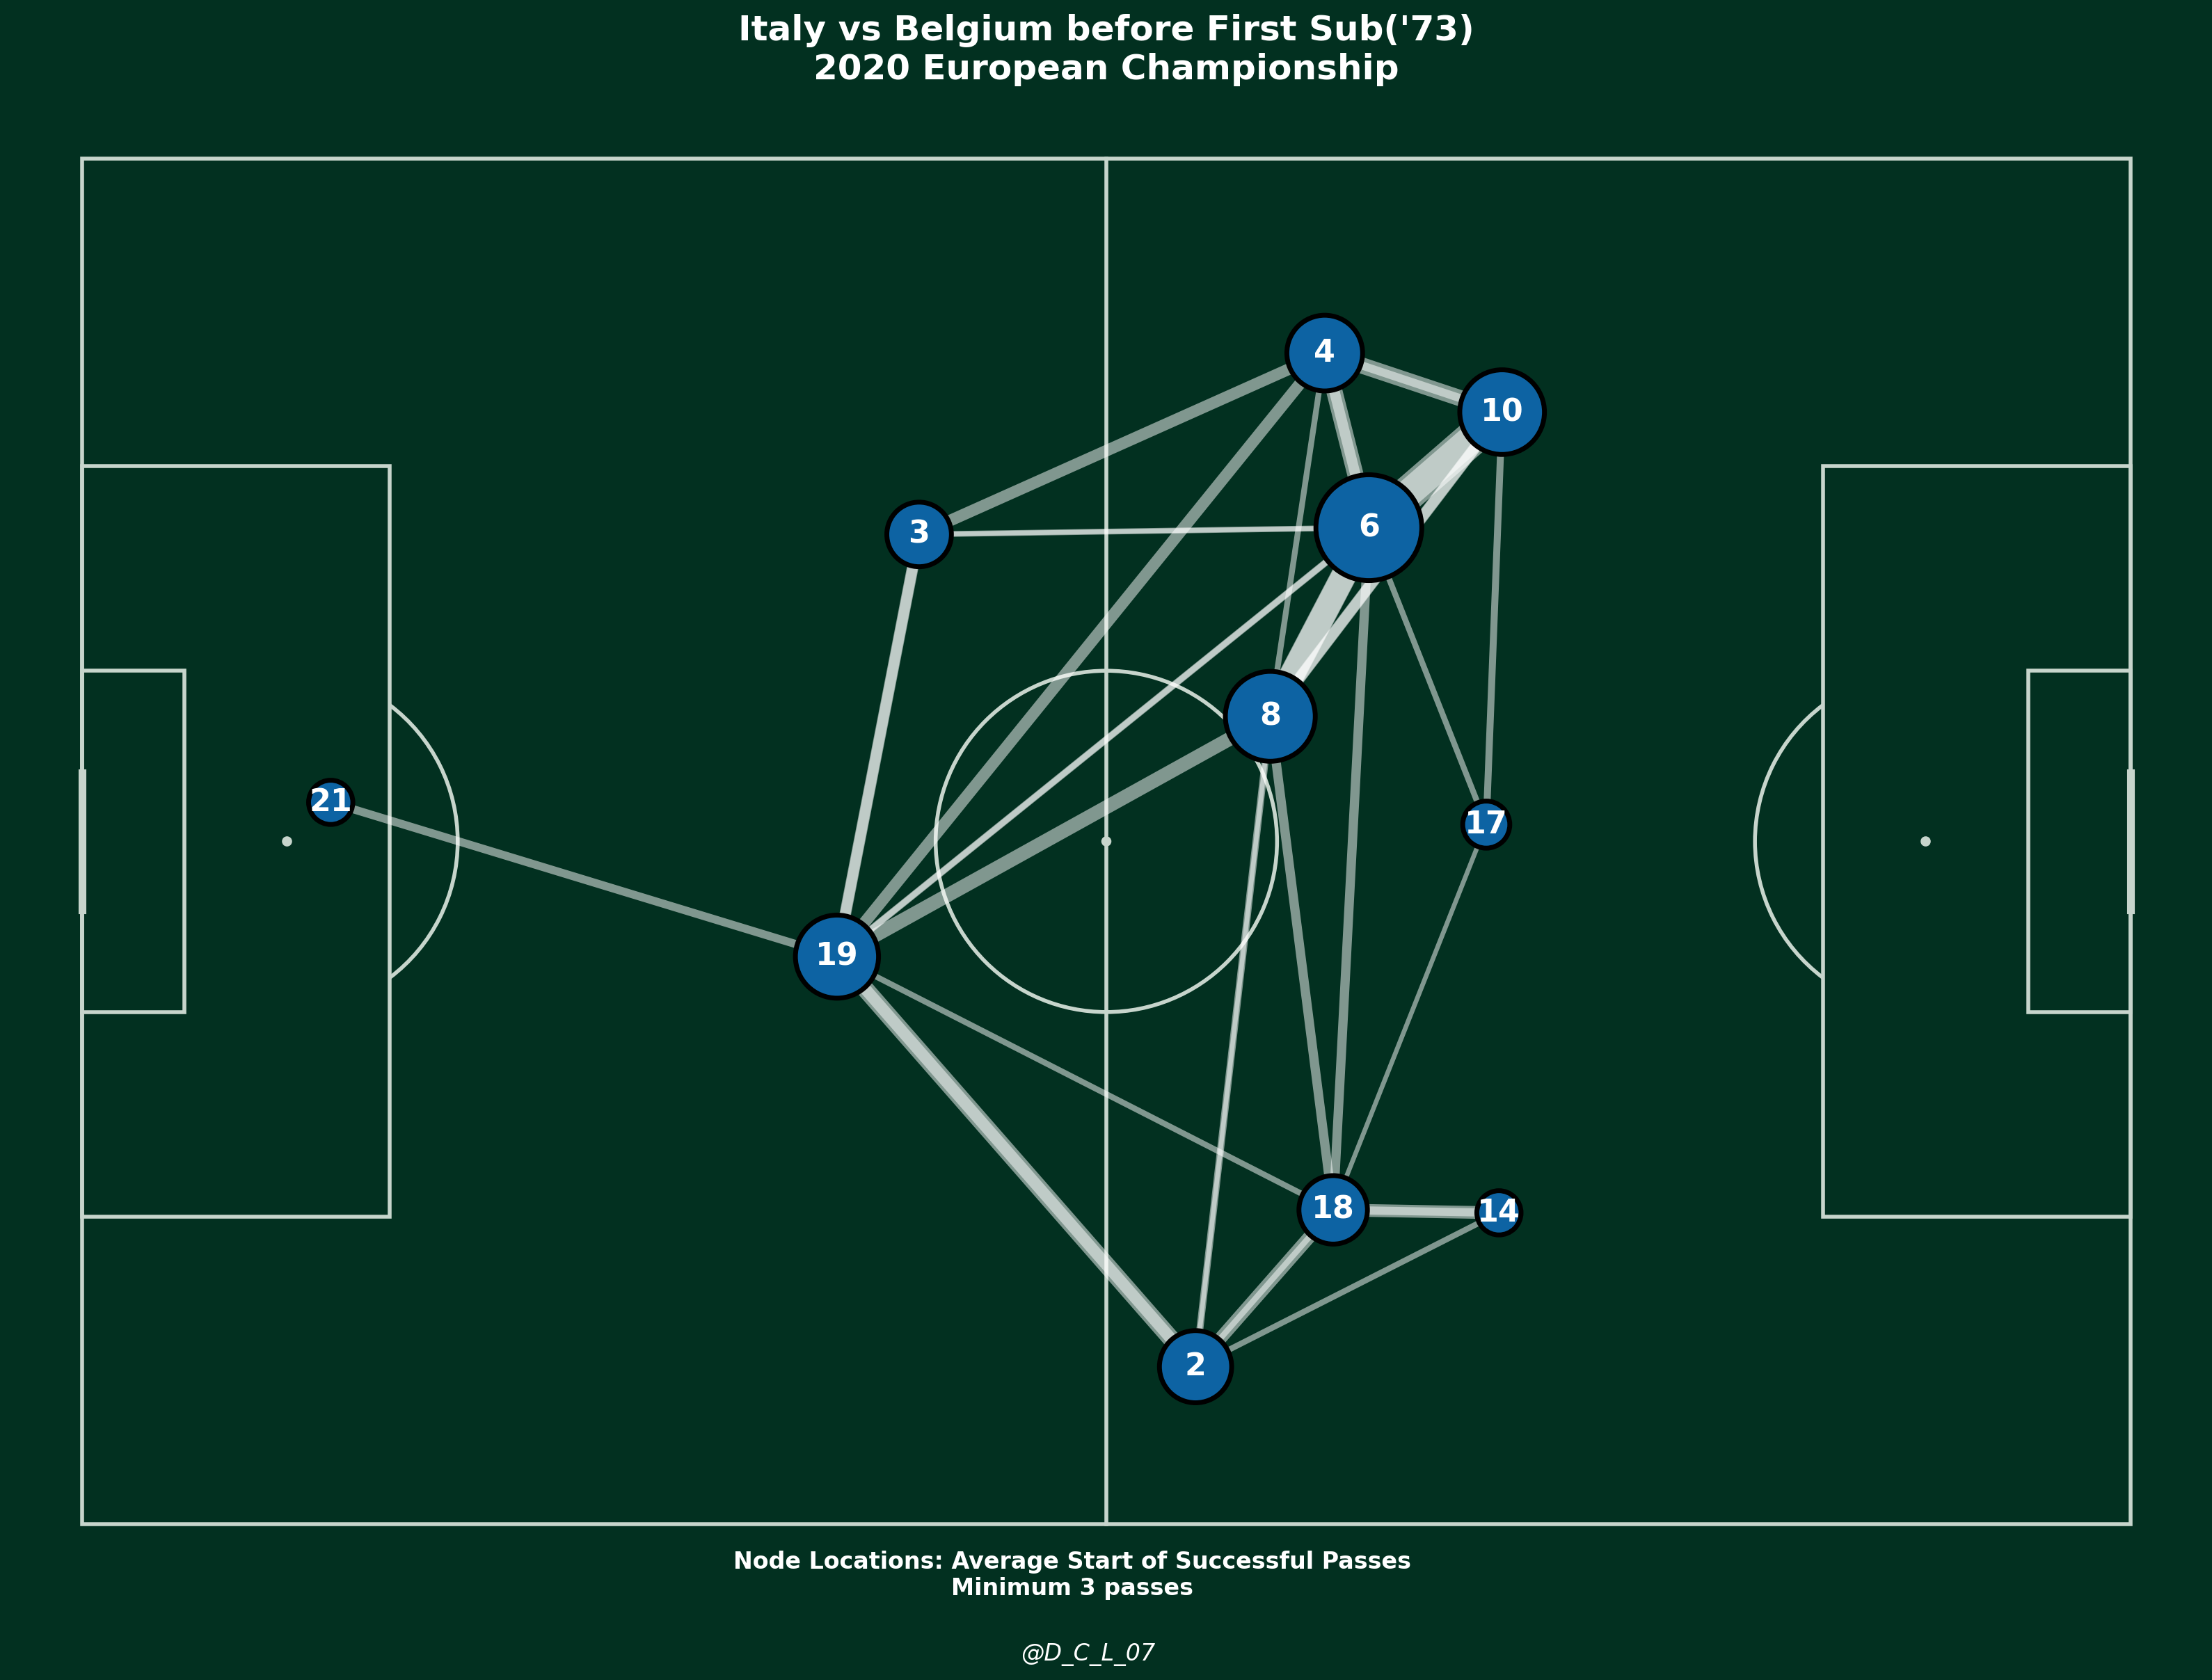 Italy vs Belgium before First Sub('73)
2020 European Championship
4
10
6
3
8
21
17
19
18
14
2
Node Locations: Average Start of Successful Passes
Minimum 3 passes
@D_C_L_07